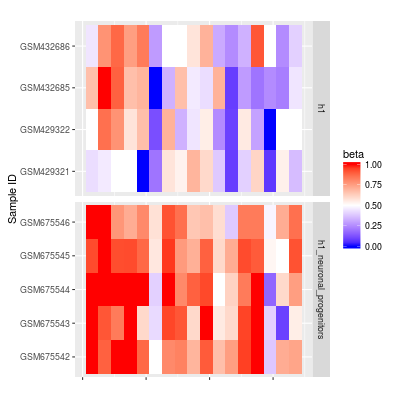 GSM432686
GSM432685
GSM429322
GSM429321
h1
GSM675546
GSM675545
GSM675544
GSM675543
GSM675542
h1_neuronal_progenitors
Sample ID
beta
1.00
0.75
0.50
0.25
0.00